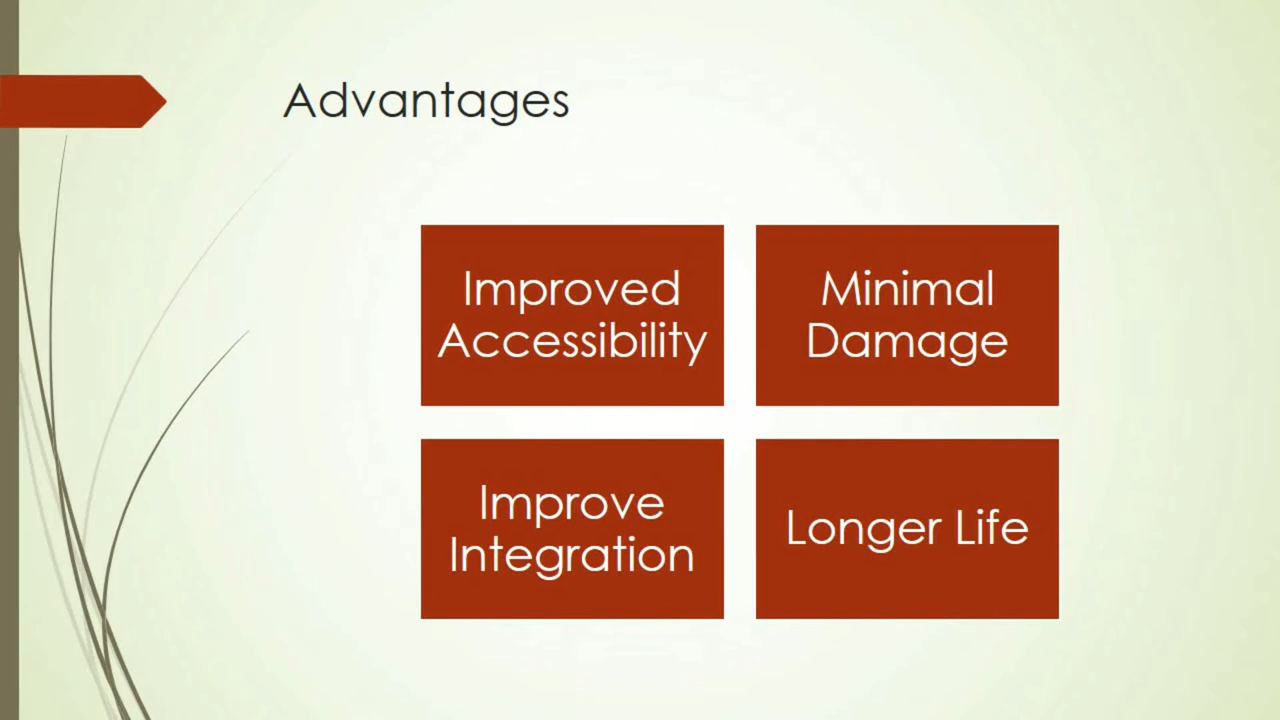 Advantages
Improved
Accessibility
Minimal
Damage
Improve
Integration
Longer Life